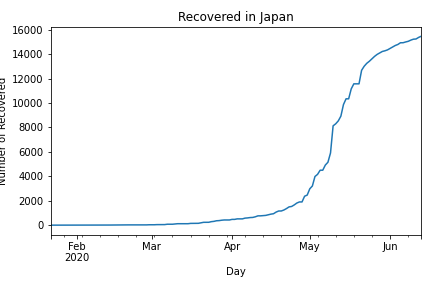 Recovered in Japan
Number of Recovered
16000
14000
12000
10000
8000
6000
4000
2000
0
Feb
2020
Mar
Apr
May
Jun
Day